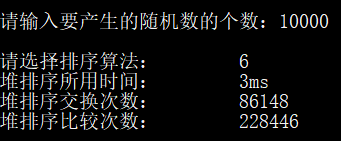 请输入要产生的随机数的个数：10000
请选择排序算法： 6
堆排序所用时间： 3ms
堆排序交换次数： 86148
堆排序比较次数： 228446